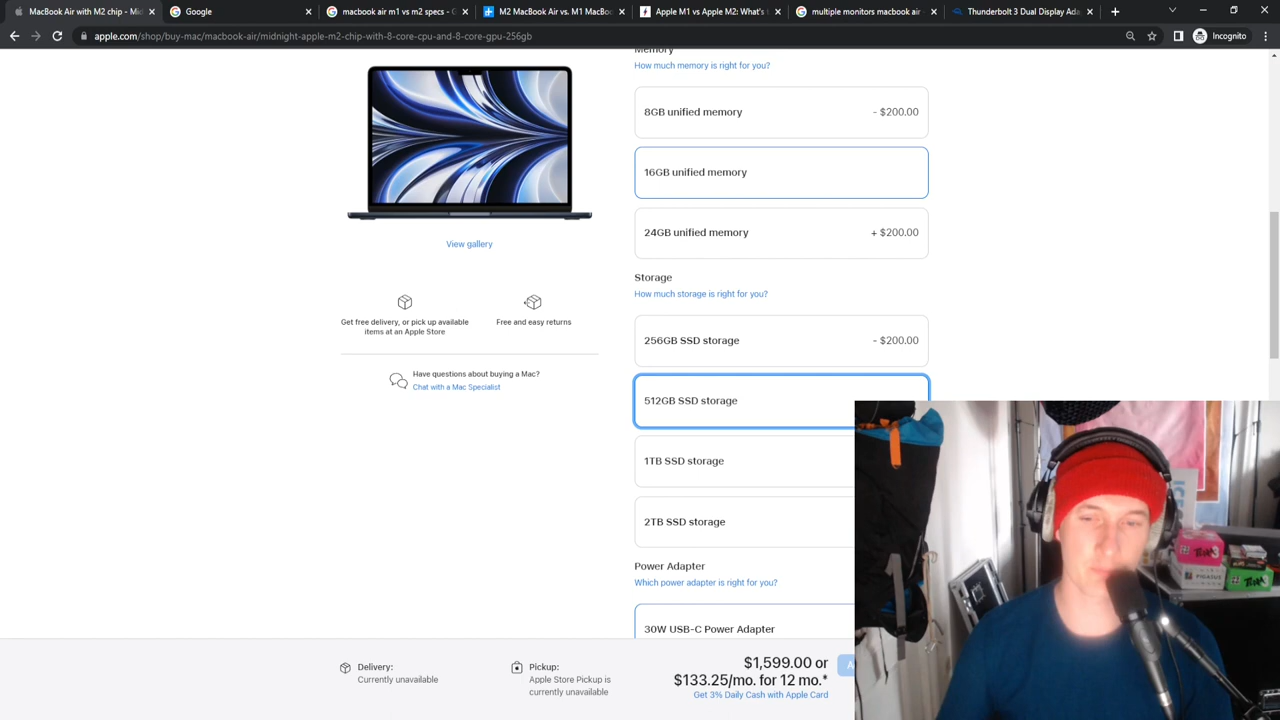 MacBook Air with M2 chip - Midni
Google
macbook air m2 specs - G
MacBook Air M1 Macbo
Apple M1 vs M2: What's
multiple monitors macbook air
Thunderbolt 3 Dual Display Ada
apple.com/shop/buy-mac/macbook-air/midnight-apple-m2-chip-with-8-core-cpu-and-8-core-gpu-256gb
Incognito
Memory
How much memory is right for you?
8GB unified memory - $200.00
16GB unified memory
24GB unified memory + $200.00
View gallery
Storage
How much storage is right for you?
Get free delivery, or pick up available
items at an Apple Store
Free and easy returns
256GB SSD storage - $200.00
Have questions about buying a Mac?
Chat with a Mac Specialist
512GB SSD storage
1TB SSD storage
2TB SSD storage
Power Adapter
Which power adapter is right for you?
30W USB-C Power Adapter
Delivery:
Currently unavailable
Pickup:
Apple Store Pickup is
currently unavailable
$1,599.00 or
$133.25/mo. for 12 mo.*
Get 3% Daily Cash with Apple Card
A